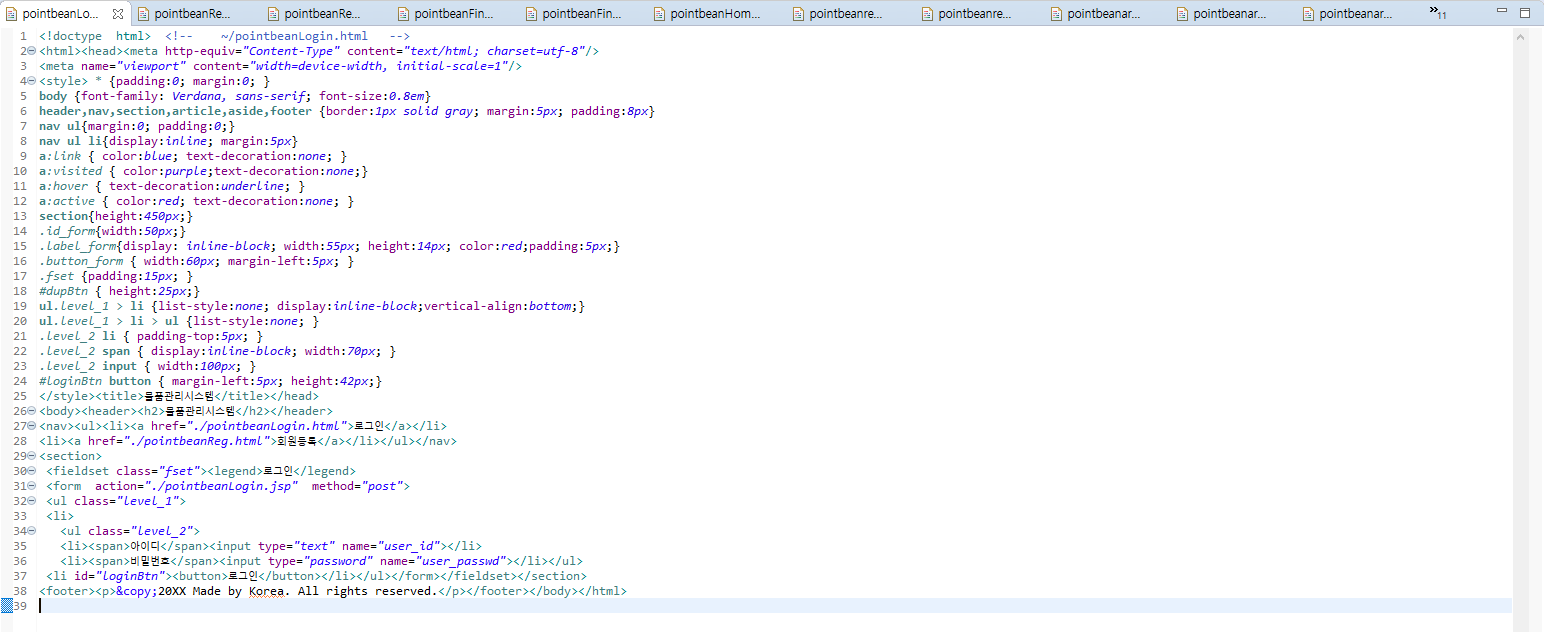 pointbeanLo... pointbeanRe... pointbeanRe... pointbeanFin... pointbeanFin... pointbeanHom... pointbeanre... pointbeanre... pointbeanar... pointbeanar... pointbeanar... »11
1 <!doctype  html>  <!--   ~/pointbeanLogin.html   -->
2 <html><head><meta http-equiv="Content-Type" content="text/html; charset=utf-8"/>
3 <meta name="viewport" content="width=device-width, initial-scale=1"/>
4 <style> * {padding:0; margin:0; }
5 body {font-family: Verdana, sans-serif; font-size:0.8em}
6 header,nav,section,article,aside,footer {border:1px solid gray; margin:5px; padding:8px}
7 nav ul{margin:0; padding:0;}
8 nav ul li{display:inline; margin:5px}
9 a:link { color:blue; text-decoration:none; }
10 a:visited { color:purple;text-decoration:none;}
11 a:hover { text-decoration:underline; }
12 a:active { color:red; text-decoration:none; }
13 section{height:450px;}
14 .id_form{width:50px;}
15 .label_form{display: inline-block; width:55px; height:14px; color:red;padding:5px;}
16 .button_form { width:60px; margin-left:5px; }
17 .fset {padding:15px; }
18 #dupBtn { height:25px;}
19 ul.level_1 > li {list-style:none; display:inline-block;vertical-align:bottom;}
20 ul.level_1 > li > ul {list-style:none; }
21 .level_2 li { padding-top:5px; }
22 .level_2 span { display:inline-block; width:70px; }
23 .level_2 input { width:100px; }
24 #loginBtn button { margin-left:5px; height:42px;}
25 </style><title>물품관리시스템</title></head>
26 <body><header><h2>물품관리시스템</h2></header>
27 <nav><ul><li><a href="./pointbeanLogin.html">로그인</a></li>
28 <li><a href="./pointbeanReg.html">회원등록</a></li></ul></nav>
29 <section>
30  <fieldset class="fset"><legend>로그인</legend>
31  <form  action="./pointbeanLogin.jsp"  method="post">
32  <ul class="level_1">
33  <li>
34    <ul class="level_2">
35    <li><span>아이디</span><input type="text" name="user_id"></li>
36    <li><span>비밀번호</span><input type="password" name="user_passwd"></li></ul>
37  <li id="loginBtn"><button>로그인</button></li></ul></form></fieldset></section>
38 <footer><p>&copy;20XX Made by Korea. All rights reserved.</p></footer></body></html>
39